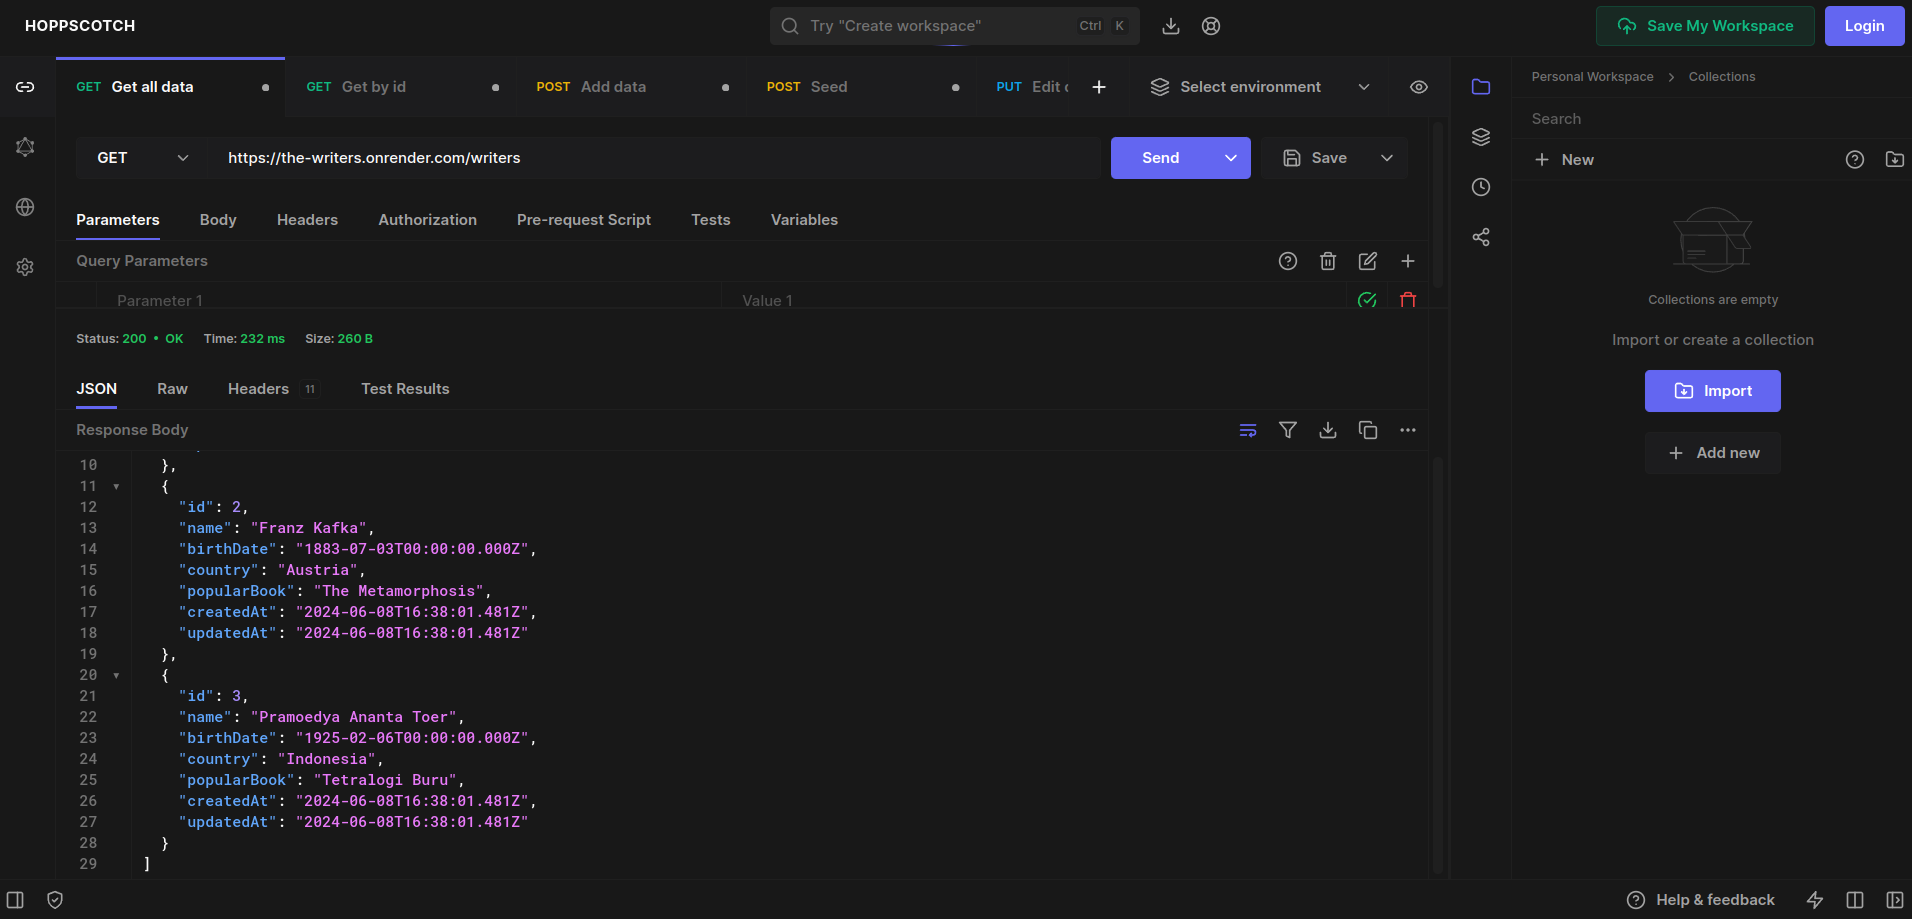 HOPPSCOTCH
Try "Create workspace"
Ctrl K
Save My Workspace
Login
GET Get all data
GET Get by id
POST Add data
POST Seed
PUT Edit
Select environment
Personal Workspace
Collections
GET
https://the-writers.onrender.com/writers
Send
Save
Search
New
Parameters Body Headers Authorization Pre-request Script Tests Variables
Query Parameters
Parameter 1 Value 1
Collections are empty
Import or create a collection
Import
Add new
Status: 200 • OK Time: 232 ms Size: 260 B
JSON Raw Headers 11 Test Results
Response Body
10 },
11 {
12 "id": 2,
13 "name": "Franz Kafka",
14 "birthDate": "1883-07-03T00:00:00.000Z",
15 "country": "Austria",
16 "popularBook": "The Metamorphosis",
17 "createdAt": "2024-06-08T16:38:01.481Z",
18 "updatedAt": "2024-06-08T16:38:01.481Z"
19 },
20 {
21 "id": 3,
22 "name": "Pramoedya Ananta Toer",
23 "birthDate": "1925-02-06T00:00:00.000Z",
24 "country": "Indonesia",
25 "popularBook": "Tetralogi Buru",
26 "createdAt": "2024-06-08T16:38:01.481Z",
27 "updatedAt": "2024-06-08T16:38:01.481Z"
28 }
29 ]
Help & feedback